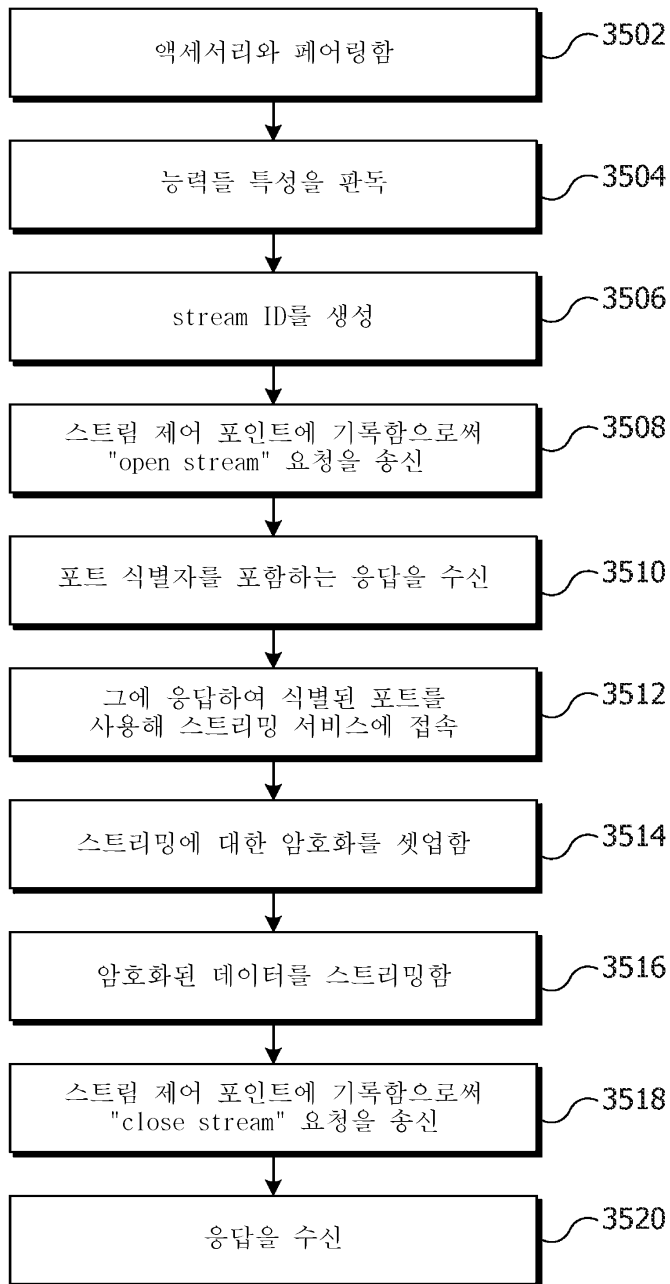 액세서리와 페어링함
3502
능력들 특성을 판독
3504
stream ID를 생성
3506
스트림 제어 포인트에 기록함으로써
"open stream" 요청을 송신
3508
포트 식별자를 포함하는 응답을 수신
3510
그에 응답하여 식별된 포트를
사용해 스트리밍 서비스에 접속
3512
스트리밍에 대한 암호화를 셋업함
3514
암호화된 데이터를 스트리밍함
3516
스트림 제어 포인트에 기록함으로써
"close stream" 요청을 송신
3518
응답을 수신
3520